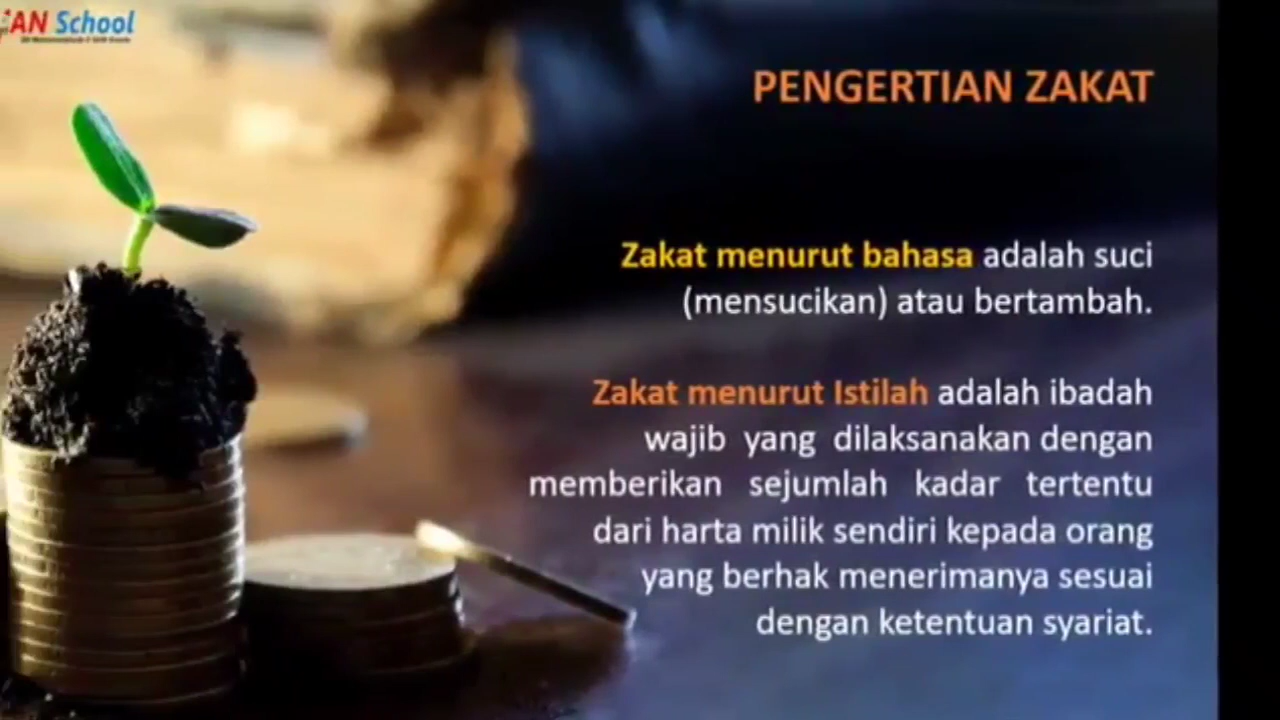 AN School
PENGERTIAN ZAKAT
Zakat menurut bahasa adalah suci
(mensucikan) atau bertambah.
Zakat menurut Istilah adalah ibadah
wajib yang dilaksanakan dengan
memberikan sejumlah kadar tertentu
dari harta milik sendiri kepada orang
yang berhak menerimanya sesuai
dengan ketentuan syariat.